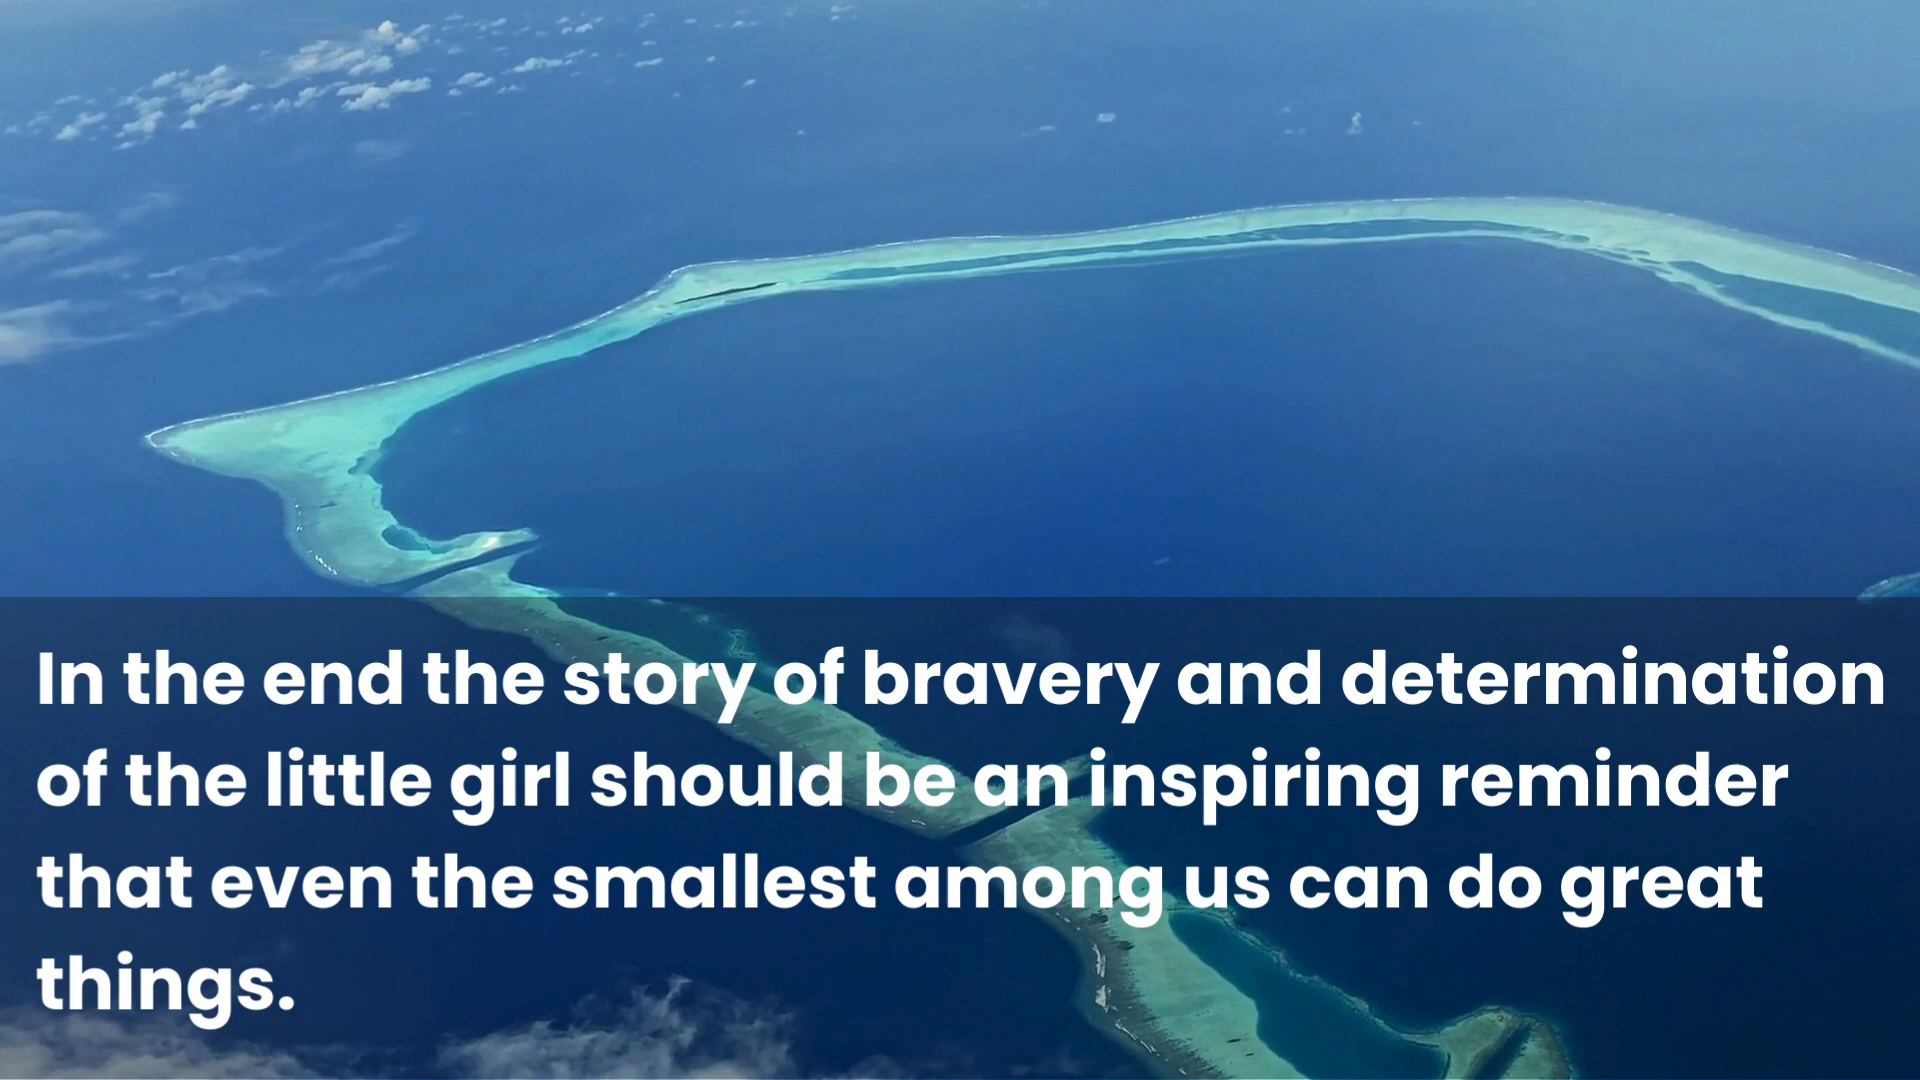 In the end the story of bravery and determination
of the little girl should be an inspiring reminder
that even the smallest among us can do great
things.